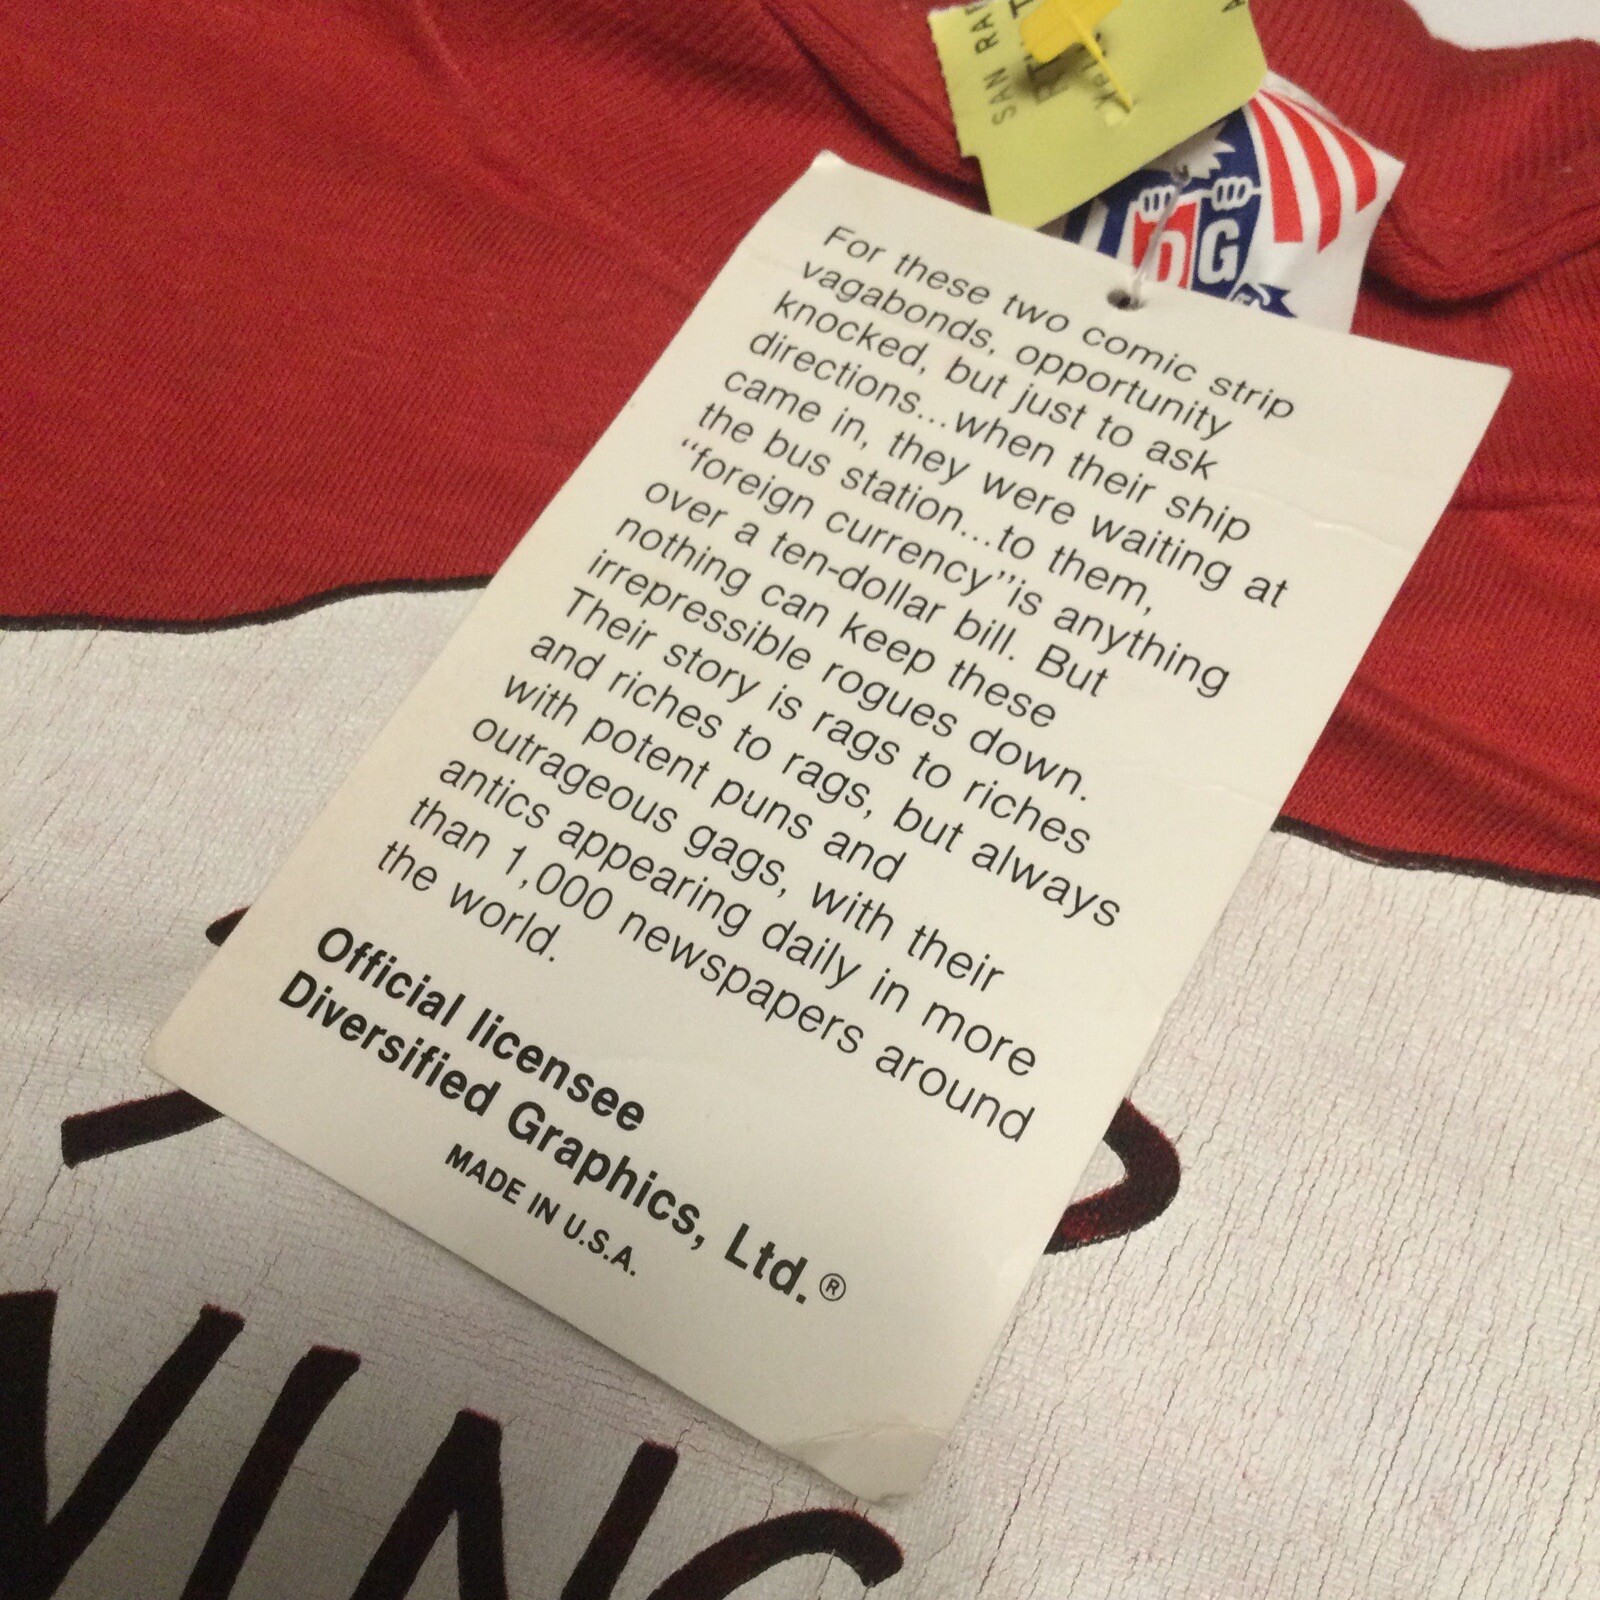 SAN RAF
DG
For these two comic strip
vagabonds, opportunity
knocked, but just to ask
directions...when their ship
came in, they were waiting at
the bus station...to them,
“foreign currency”is anything
over a ten-dollar bill. But
nothing can keep these
irrepressible rogues down.
Their story is rags to riches
and riches to rags, but always
with potent puns and
outrageous gags, with their
antics appearing daily in more
than 1,000 newspapers around
the world.
Official licensee
Diversified Graphics, Ltd.®
MADE IN U.S.A.